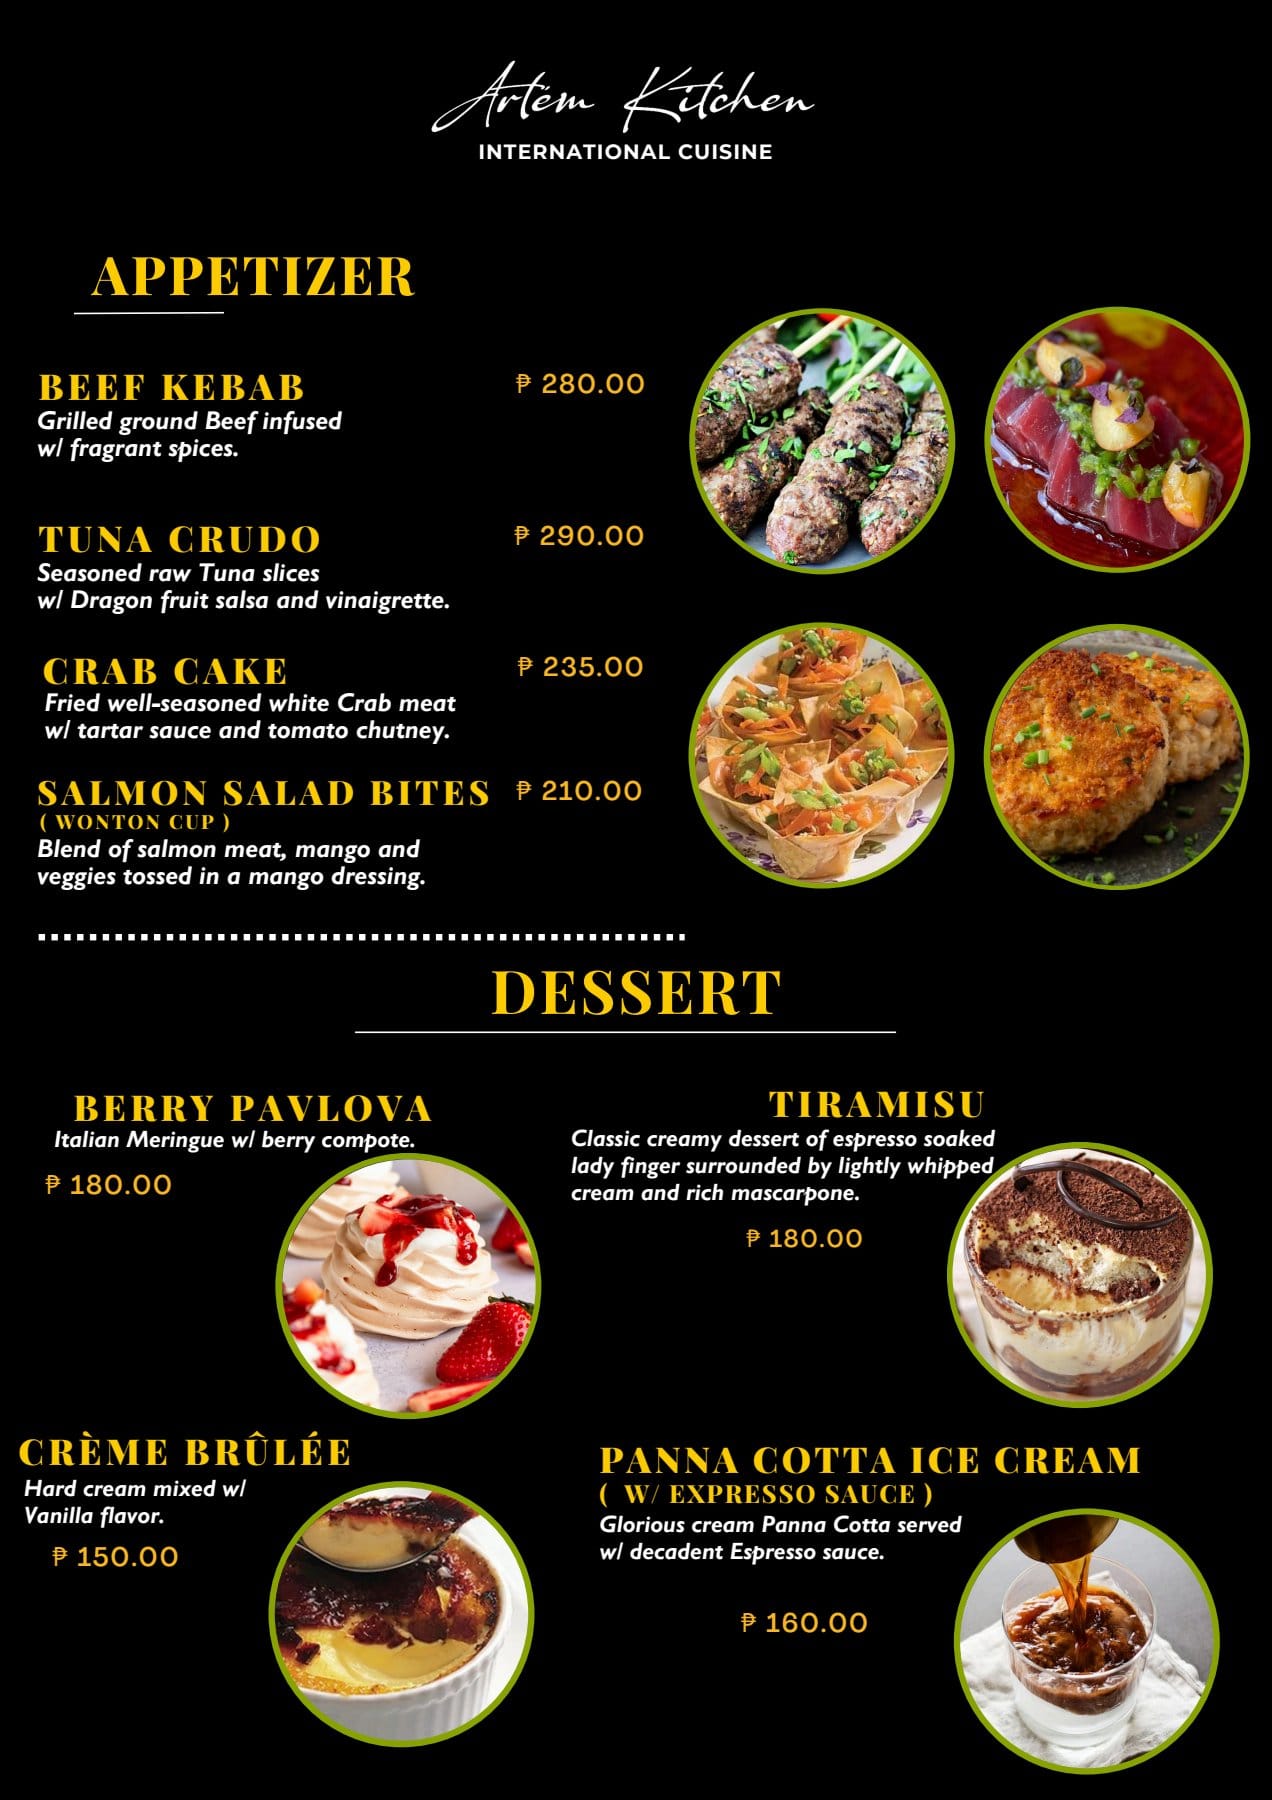 Artëm Kitchen
INTERNATIONAL CUISINE
APPETIZER
BEEF KEBAB ₱ 280.00
Grilled ground Beef infused
w/ fragrant spices.
TUNA CRUDO ₱ 290.00
Seasoned raw Tuna slices
w/ Dragon fruit salsa and vinaigrette.
CRAB CAKE ₱ 235.00
Fried well-seasoned white Crab meat
w/ tartar sauce and tomato chutney.
SALMON SALAD BITES ₱ 210.00
( WONTON CUP )
Blend of salmon meat, mango and
veggies tossed in a mango dressing.
DESSERT
BERRY PAVLOVA
Italian Meringue w/ berry compote.
₱ 180.00
TIRAMISU
Classic creamy dessert of espresso soaked
lady finger surrounded by lightly whipped
cream and rich mascarpone.
₱ 180.00
CRÈME BRÛLÉE
Hard cream mixed w/
Vanilla flavor.
₱ 150.00
PANNA COTTA ICE CREAM
( W/ EXPRESSO SAUCE )
Glorious cream Panna Cotta served
w/ decadent Espresso sauce.
₱ 160.00